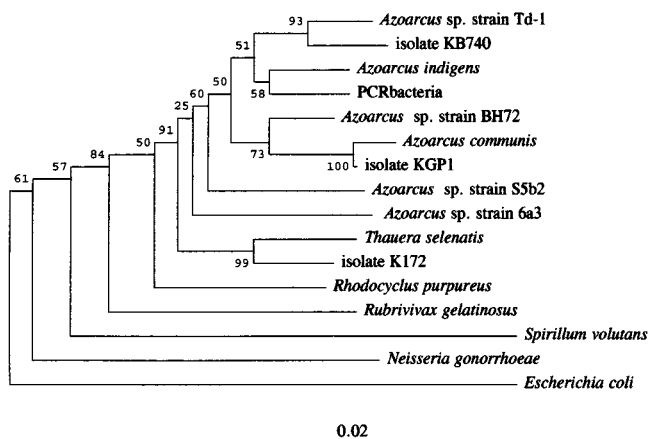 93 Azoarcus sp. strain Td-1
isolate KB740
51
Azoarcus indigens
58 PCRbacteria
50
60
25
Azoarcus sp. strain BH72
91
Azoarcus communis
73
100 isolate KGP1
50
84
57
61
Azoarcus sp. strain S5b2
Azoarcus sp. strain 6a3
Thauera selenatis
99 isolate K172
Rhodocyclus purpureus
Rubrivivax gelatinosus
Spirillum volutans
Neisseria gonorrhoeae
Escherichia coli
0.02